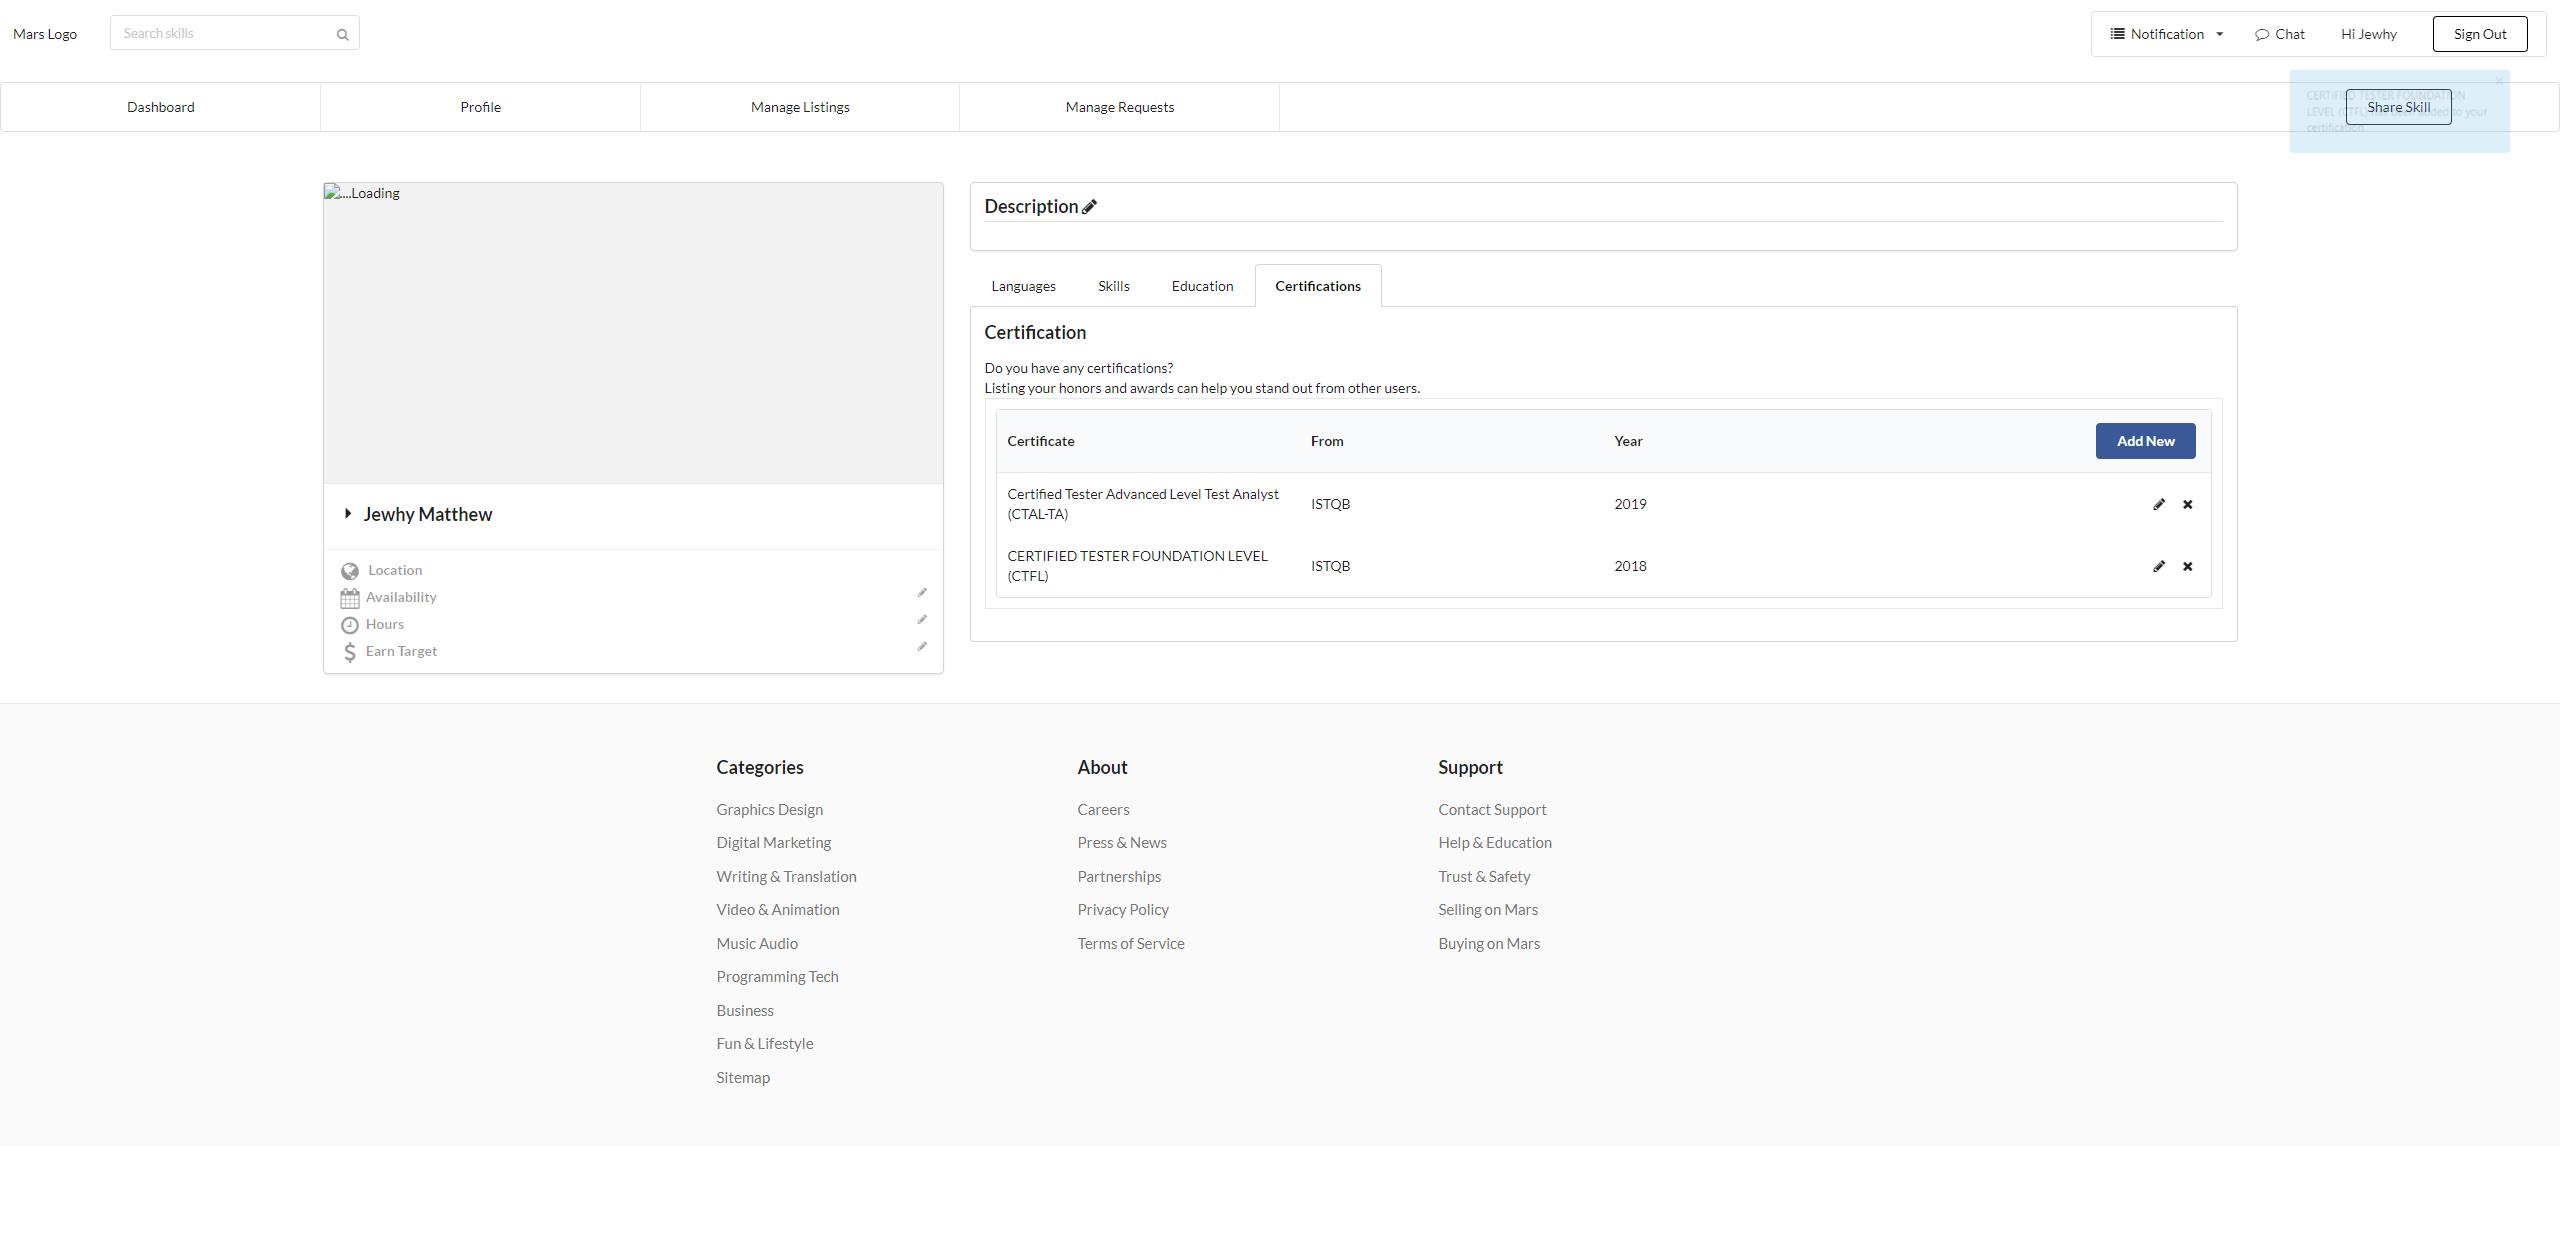 Mars Logo
Search skills
Notification
Chat
Hi Jewhy
Sign Out
Dashboard
Profile
Manage Listings
Manage Requests
Share Skill
CERTIFIED TESTER FOUNDATION
LEVEL (CTFL) has been added to your
certification
....Loading
Description
Languages
Skills
Education
Certifications
Certification
Do you have any certifications?
Listing your honors and awards can help you stand out from other users.
Certificate From Year Add New
Certified Tester Advanced Level Test Analyst
(CTAL-TA)
ISTQB
2019
CERTIFIED TESTER FOUNDATION LEVEL
(CTFL)
ISTQB
2018
Jewhy Matthew
Location
Availability
Hours
Earn Target
Categories
Graphics Design
Digital Marketing
Writing & Translation
Video & Animation
Music Audio
Programming Tech
Business
Fun & Lifestyle
Sitemap
About
Careers
Press & News
Partnerships
Privacy Policy
Terms of Service
Support
Contact Support
Help & Education
Trust & Safety
Selling on Mars
Buying on Mars